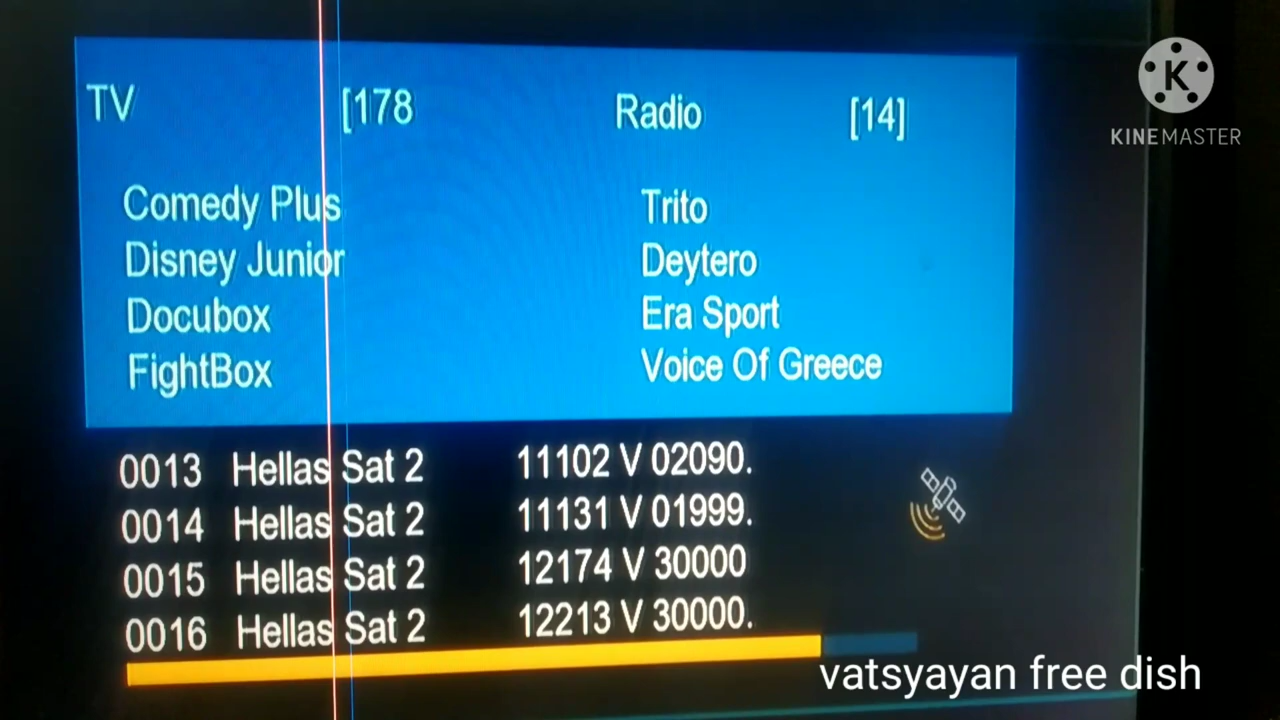 TV [178 Radio [14]
Comedy Plus Trito
Disney Junior Deytero
Docubox Era Sport
FightBox Voice Of Greece
0013 Hellas Sat 2 11102 V 02090.
0014 Hellas Sat 2 11131 V 01999.
0015 Hellas Sat 2 12174 V 30000
0016 Hellas Sat 2 12213 V 30000.
K
KINEMASTER
vatsyayan free dish